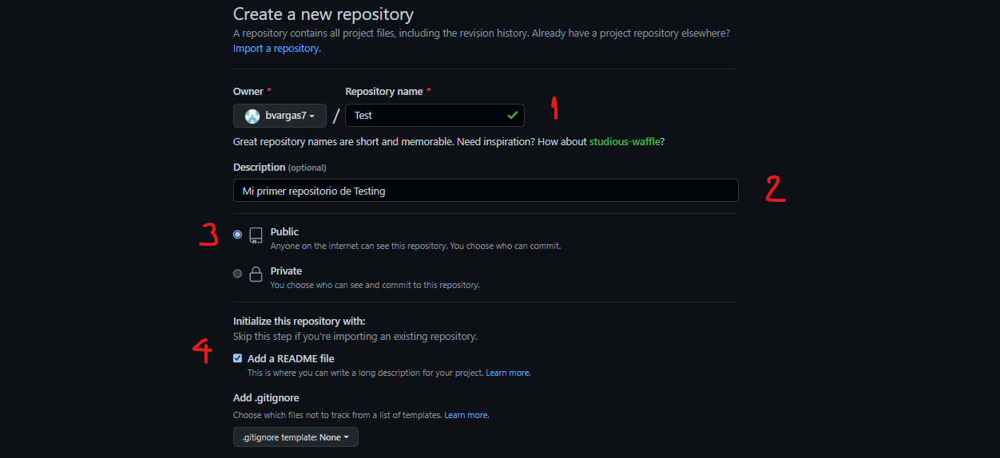 Create a new repository
A repository contains all project files, including the revision history. Already have a project repository elsewhere?
Import a repository.
Owner * Repository name *
1
bvargas7 / Test
Great repository names are short and memorable. Need inspiration? How about studious-waffle?
Description (optional)
Mi primer repositorio de Testing
2
3
Public
Anyone on the internet can see this repository. You choose who can commit.
Private
You choose who can see and commit to this repository.
Initialize this repository with:
Skip this step if you're importing an existing repository.
4
Add a README file
This is where you can write a long description for your project. Learn more.
Add .gitignore
Choose which files not to track from a list of templates. Learn more.
.gitignore template: None